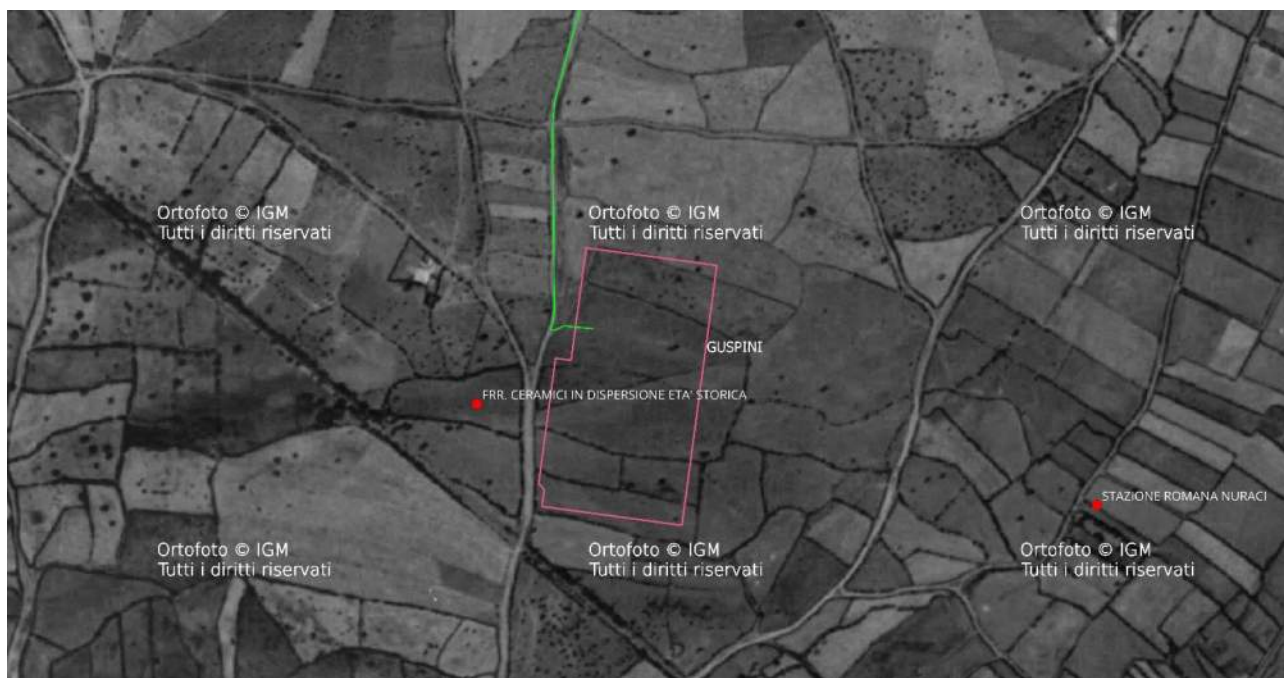 Ortofoto © IGM
Tutti i diritti riservati
Ortofoto © IGM
Tutti i diritti riservati
Ortofoto © IGM
Tutti i diritti riservati
GUSPINI
FRR. CERAMICI IN DISPERSIONE ETA' STORICA
STAZIONE ROMANA NURACI
Ortofoto © IGM
Tutti i diritti riservati
Ortofoto © IGM
Tutti i diritti riservati
Ortofoto © IGM
Tutti i diritti riservati